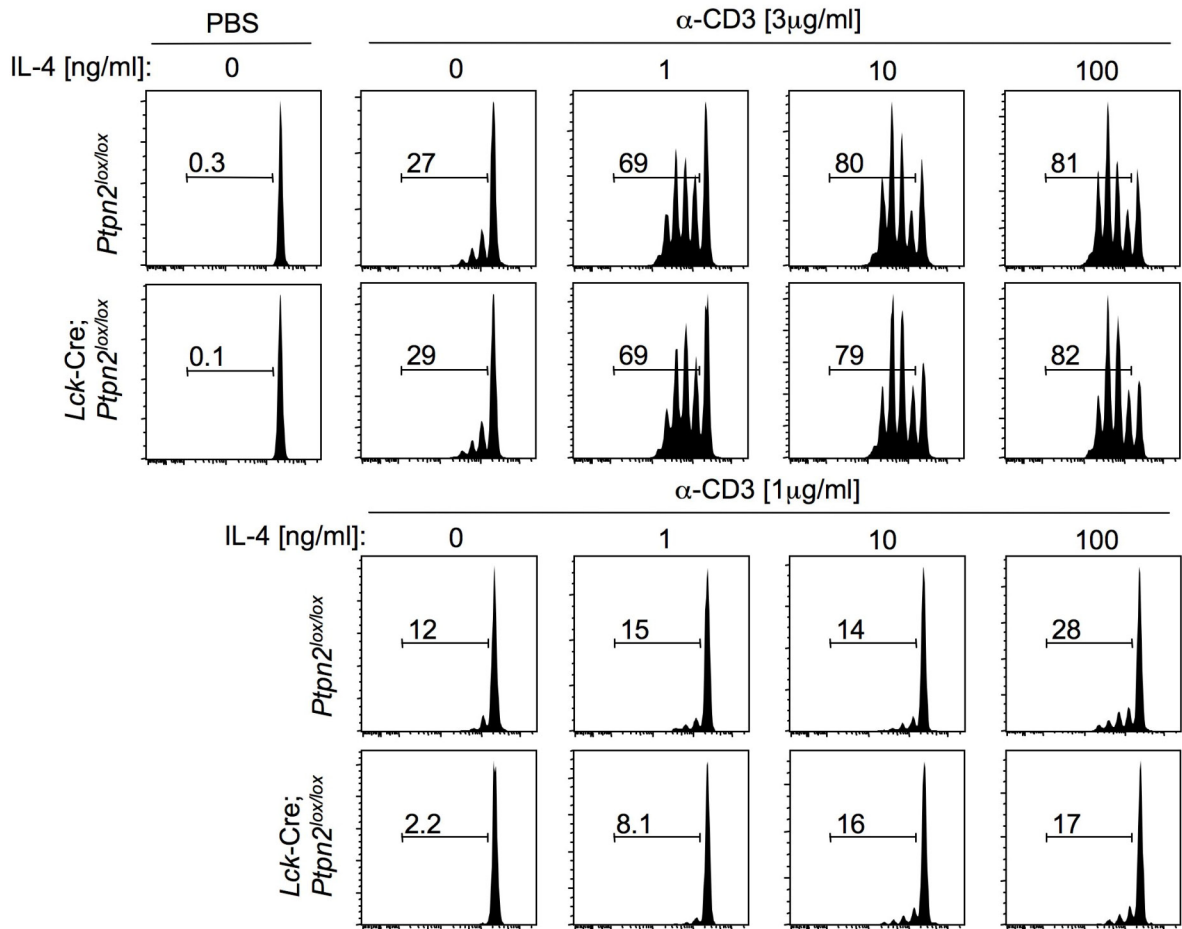 PBS
α-CD3 [3µg/ml]
IL-4 [ng/ml]: 0 0 1 10 100
Ptpn2lox/lox
0.3 27 69 80 81
Lck-Cre;
Ptpn2lox/lox
0.1 29 69 79 82
α-CD3 [1µg/ml]
IL-4 [ng/ml]: 0 1 10 100
Ptpn2lox/lox
12 15 14 28
Lck-Cre;
Ptpn2lox/lox
2.2 8.1 16 17